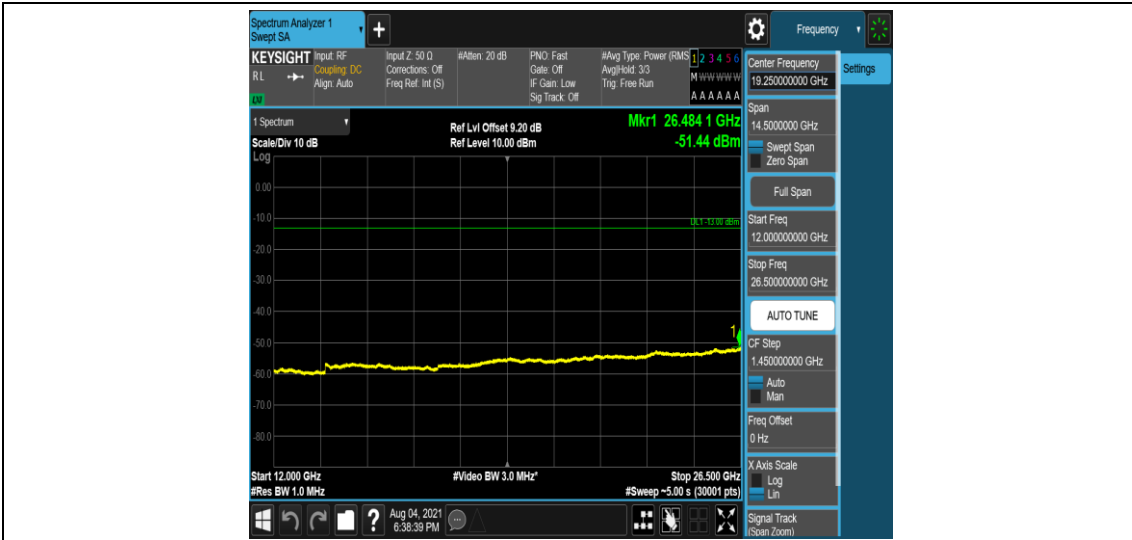 Spectrum Analyzer 1
Swept SA
+
Frequency
KEYSIGHT
RL
LXI
Input: RF
Coupling: DC
Align: Auto
Input Z: 50 Ω
Corrections: Off
Freq Ref: Int (S)
#Atten: 20 dB
PNO: Fast
Gate: Off
IF Gain: Low
Sig Track: Off
#Avg Type: Power (RMS
Avg|Hold: 3/3
Trig: Free Run
1 2 3 4 5 6
M W W W W W
A A A A A A
1 Spectrum
Scale/Div 10 dB
Ref Lvl Offset 9.20 dB
Ref Level 10.00 dBm
Mkr1 26.484 1 GHz
-51.44 dBm
Log
0.00
-10.0
DL1 -13.00 dBm
-20.0
-30.0
-40.0
1
-50.0
-60.0
-70.0
-80.0
Start 12.000 GHz
#Video BW 3.0 MHz*
Stop 26.500 GHz
#Res BW 1.0 MHz
#Sweep ~5.00 s (30001 pts)
?
Aug 04, 2021
6:38:39 PM
Center Frequency
19.250000000 GHz
Settings
Span
14.5000000 GHz
Swept Span
Zero Span
Full Span
Start Freq
12.000000000 GHz
Stop Freq
26.500000000 GHz
AUTO TUNE
CF Step
1.450000000 GHz
Auto
Man
Freq Offset
0 Hz
X Axis Scale
Log
Lin
Signal Track
(Span Zoom)